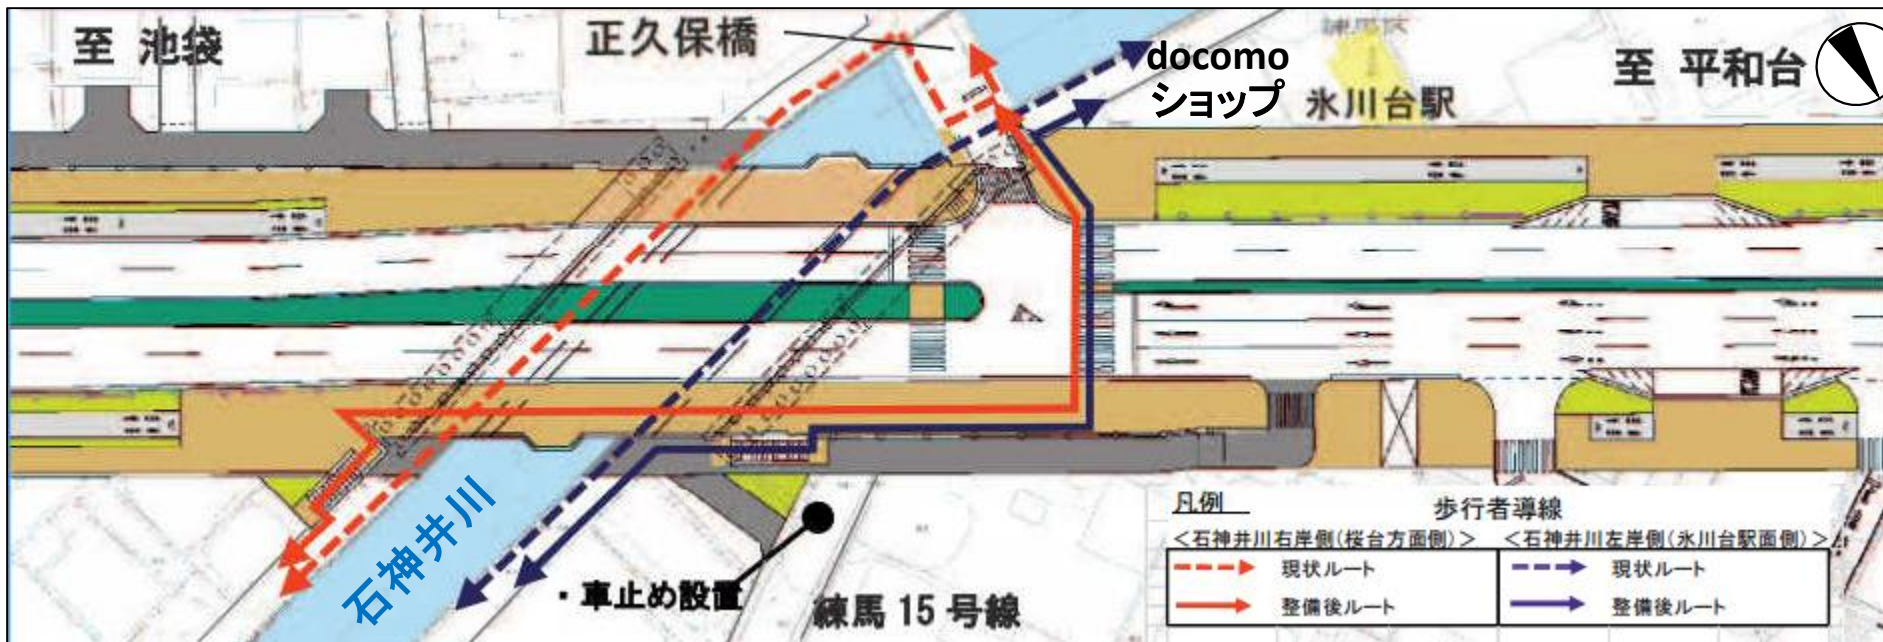 至 池袋
正久保橋
docomo
ショップ
氷川台駅
至 平和台
石神井川
・車止め設置
練馬 15 号線
凡例
歩行者導線
＜石神井川右岸側(桜台方面側)＞
＜石神井川左岸側(氷川台駅面側)＞
現状ルート
現状ルート
整備後ルート
整備後ルート